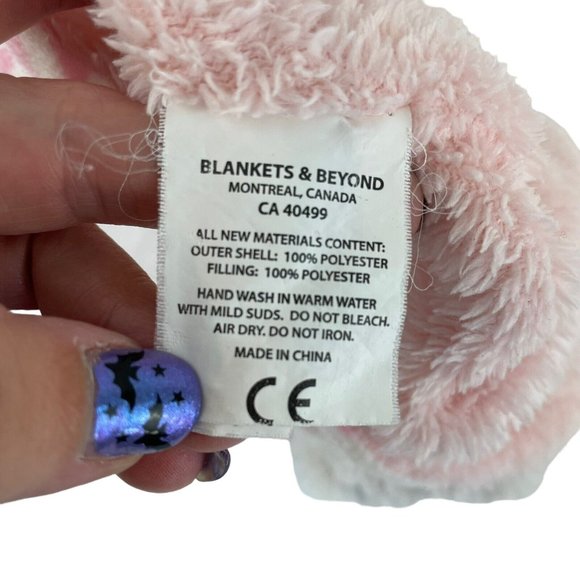 BLANKETS & BEYOND
MONTREAL, CANADA
CA 40499
ALL NEW MATERIALS CONTENT:
OUTER SHELL: 100% POLYESTER
FILLING: 100% POLYESTER
HAND WASH IN WARM WATER
WITH MILD SUDS. DO NOT BLEACH.
AIR DRY. DO NOT IRON.
MADE IN CHINA
CE